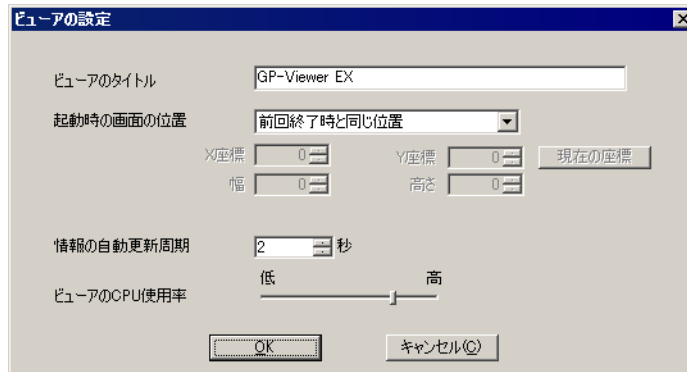 ビューアの設定
ビューアのタイトル GP-Viewer EX
起動時の画面の位置 前回終了時と同じ位置
X座標 0 Y座標 0 現在の座標
幅 0 高さ 0
情報の自動更新周期 2 秒
低 高
ビューアのCPU使用率
OK キャンセル(C)